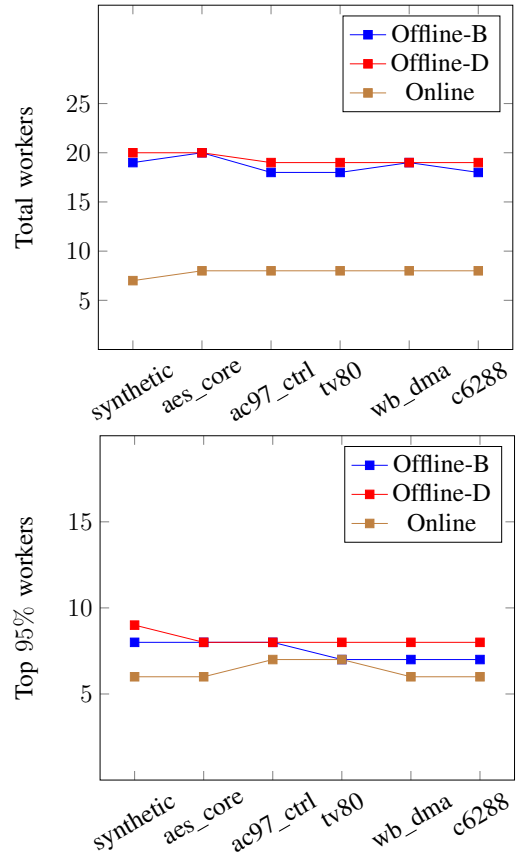 Offline-B
Offline-D
Online
Total workers
25
20
15
10
5
synthetic
aes_core
ac97_ctrl
tv80
wb_dma
c6288
Offline-B
Offline-D
Online
Top 95% workers
15
10
5
synthetic
aes_core
ac97_ctrl
tv80
wb_dma
c6288